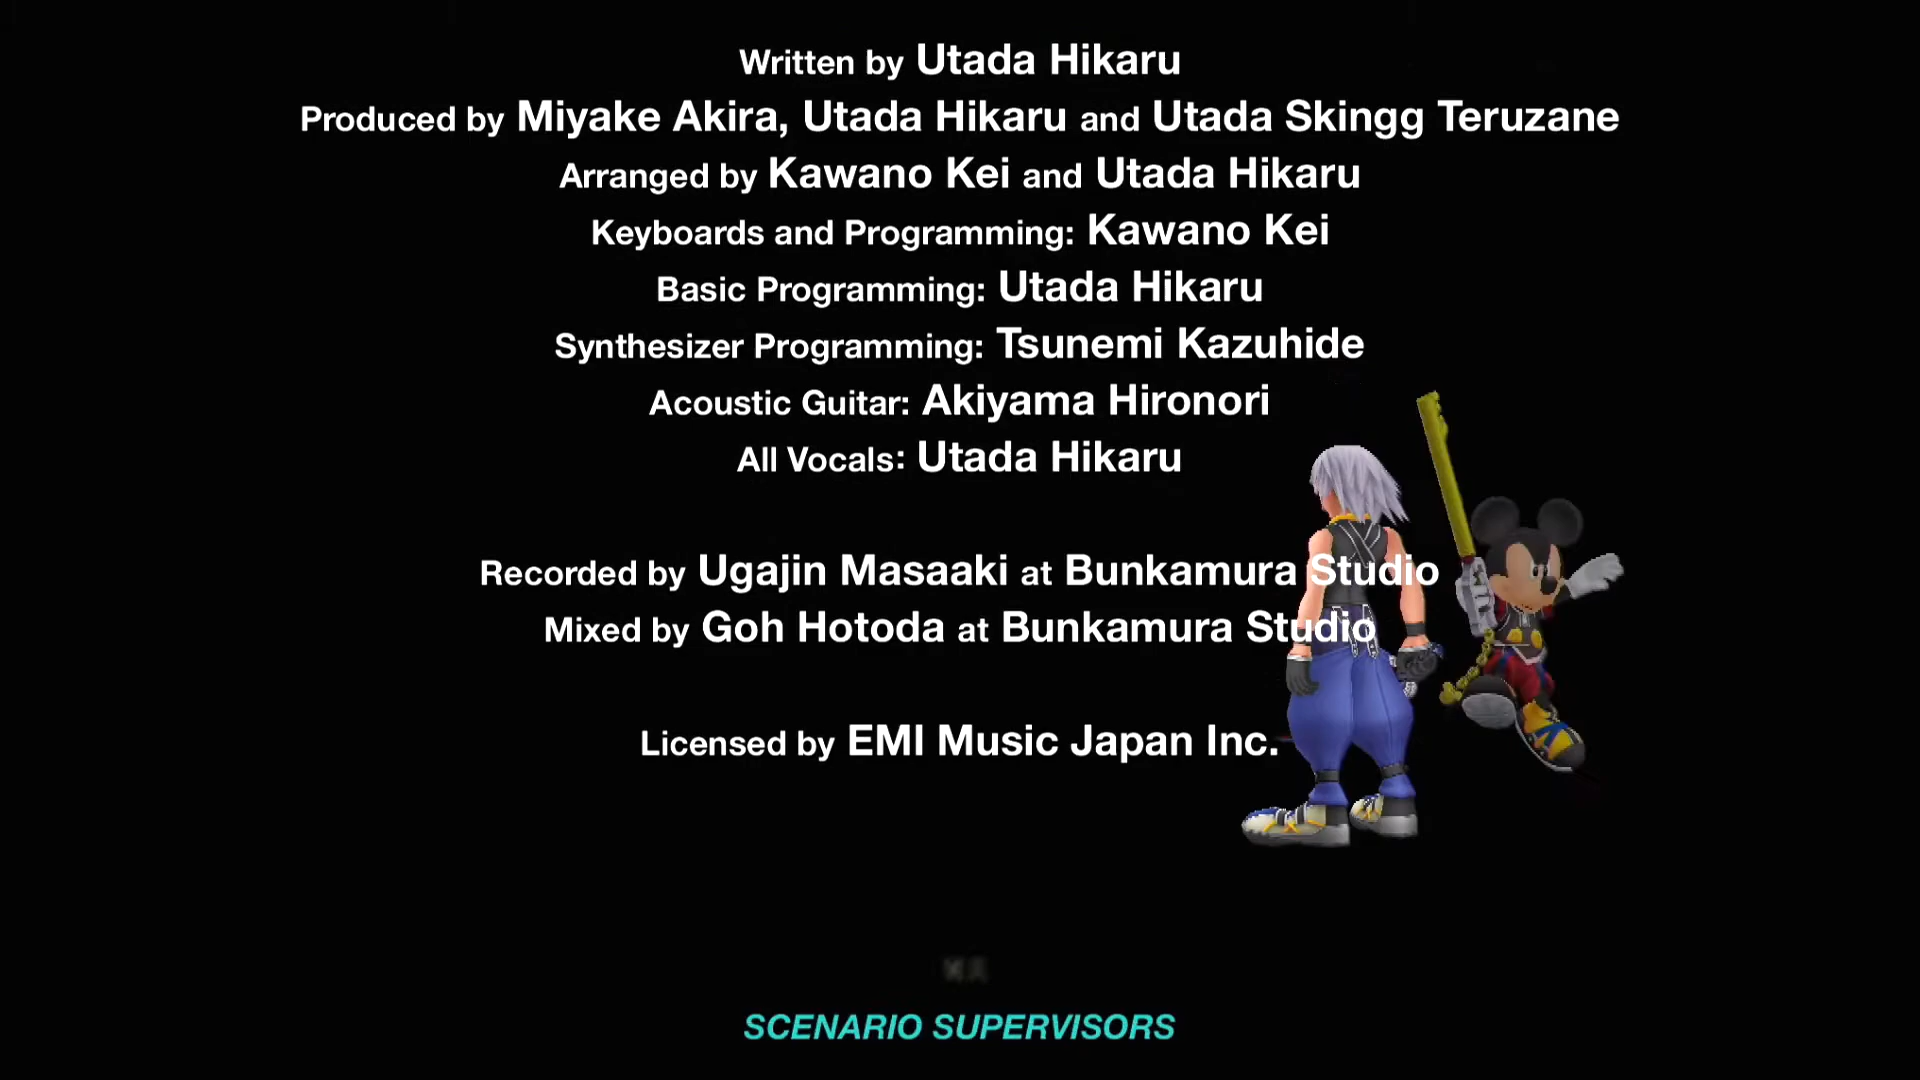 Written by Utada Hikaru
Produced by Miyake Akira, Utada Hikaru and Utada Skingg Teruzane
Arranged by Kawano Kei and Utada Hikaru
Keyboards and Programming: Kawano Kei
Basic Programming: Utada Hikaru
Synthesizer Programming: Tsunemi Kazuhide
Acoustic Guitar: Akiyama Hironori
All Vocals: Utada Hikaru
Recorded by Ugajin Masaaki at Bunkamura Studio
Mixed by Goh Hotoda at Bunkamura Studio
Licensed by EMI Music Japan Inc.
SCENARIO SUPERVISORS